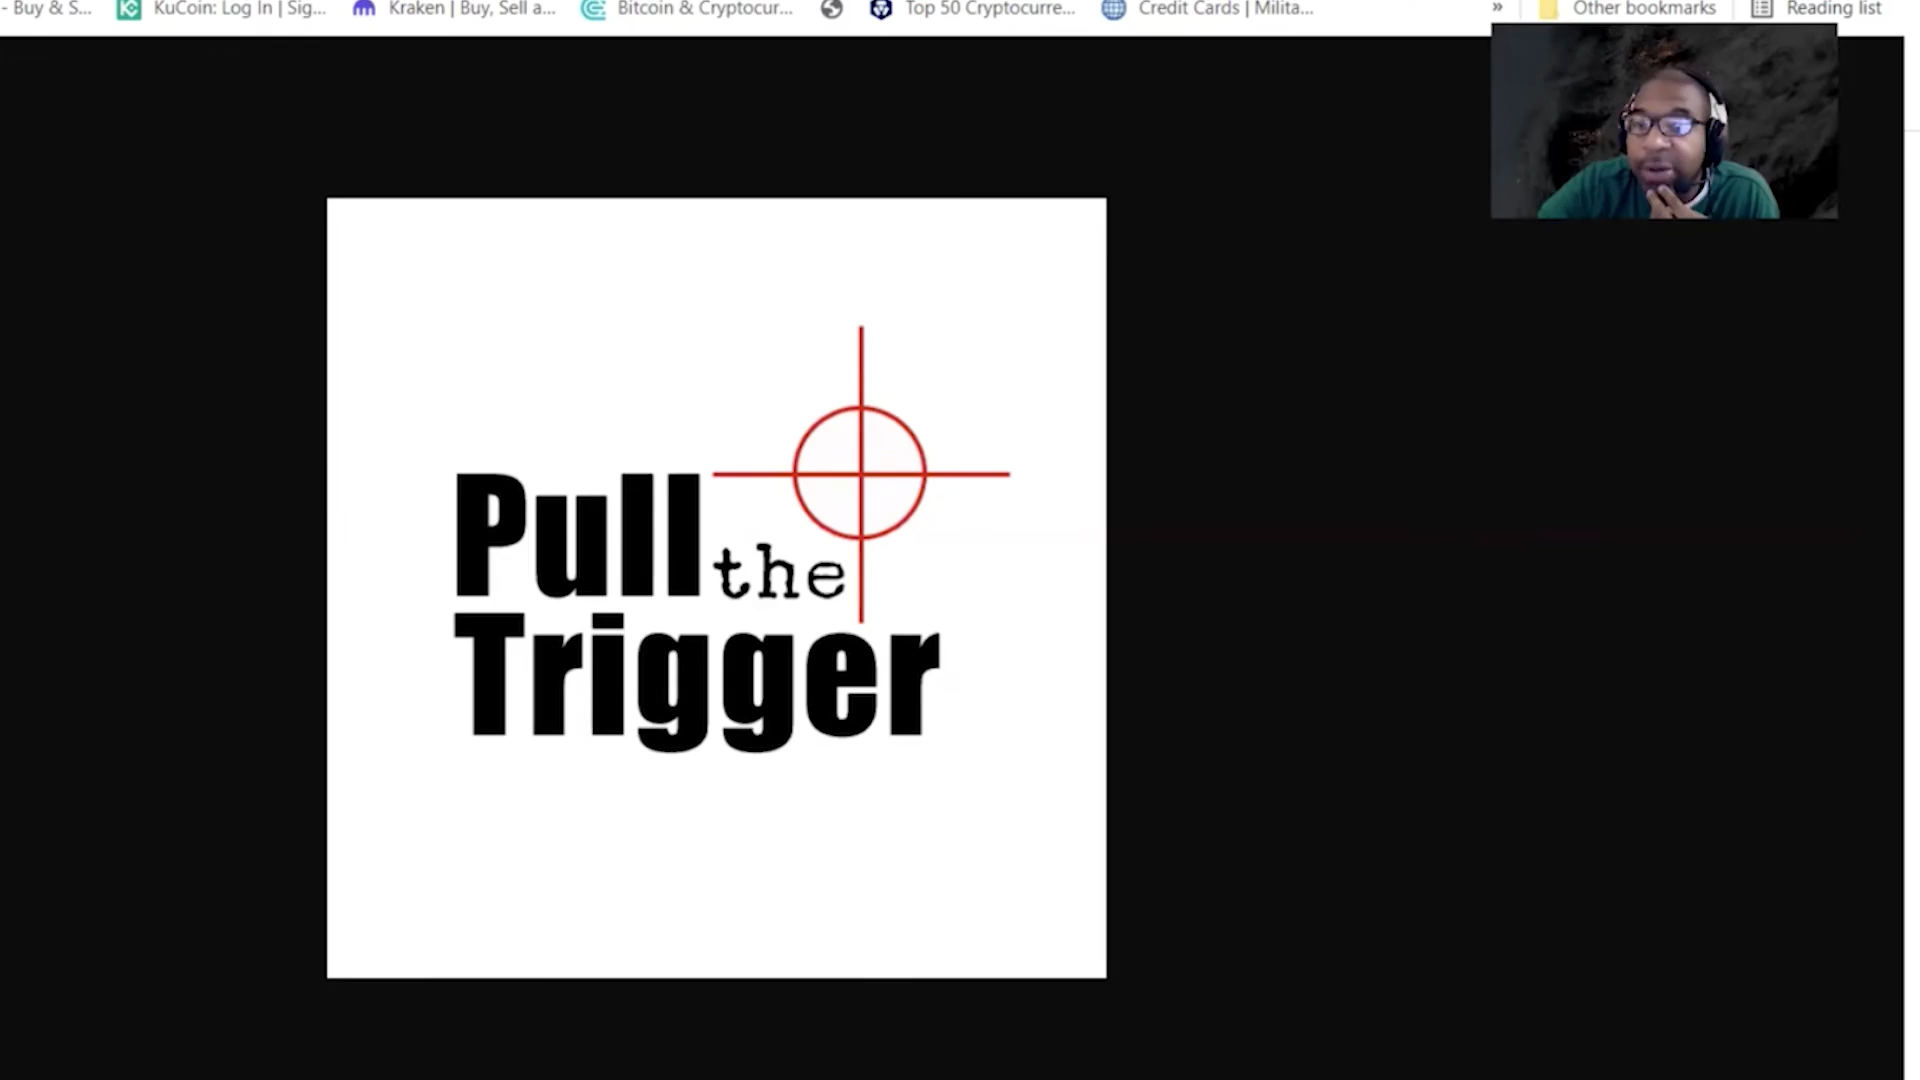 - Buy & S...
KuCoin: Log In | Sig...
Kraken | Buy, Sell a...
Bitcoin & Cryptocur...
Top 50 Cryptocurre...
Credit Cards | Milita...
»
Other bookmarks
Reading list
Pull the
Trigger